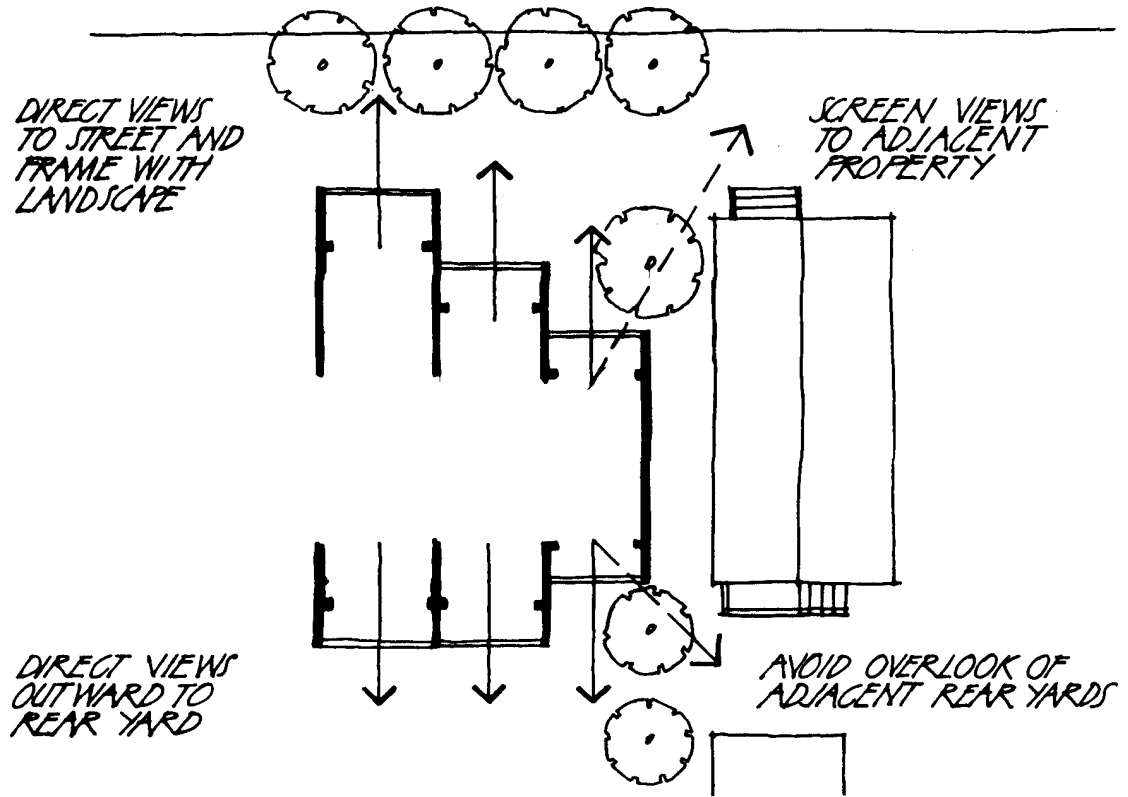 DIRECT VIEWS
TO STREET AND
FRAME WITH
LANDSCAPE
SCREEN VIEWS
TO ADJACENT
PROPERTY
DIRECT VIEWS
OUTWARD TO
REAR YARD
AVOID OVERLOOK OF
ADJACENT REAR YARDS